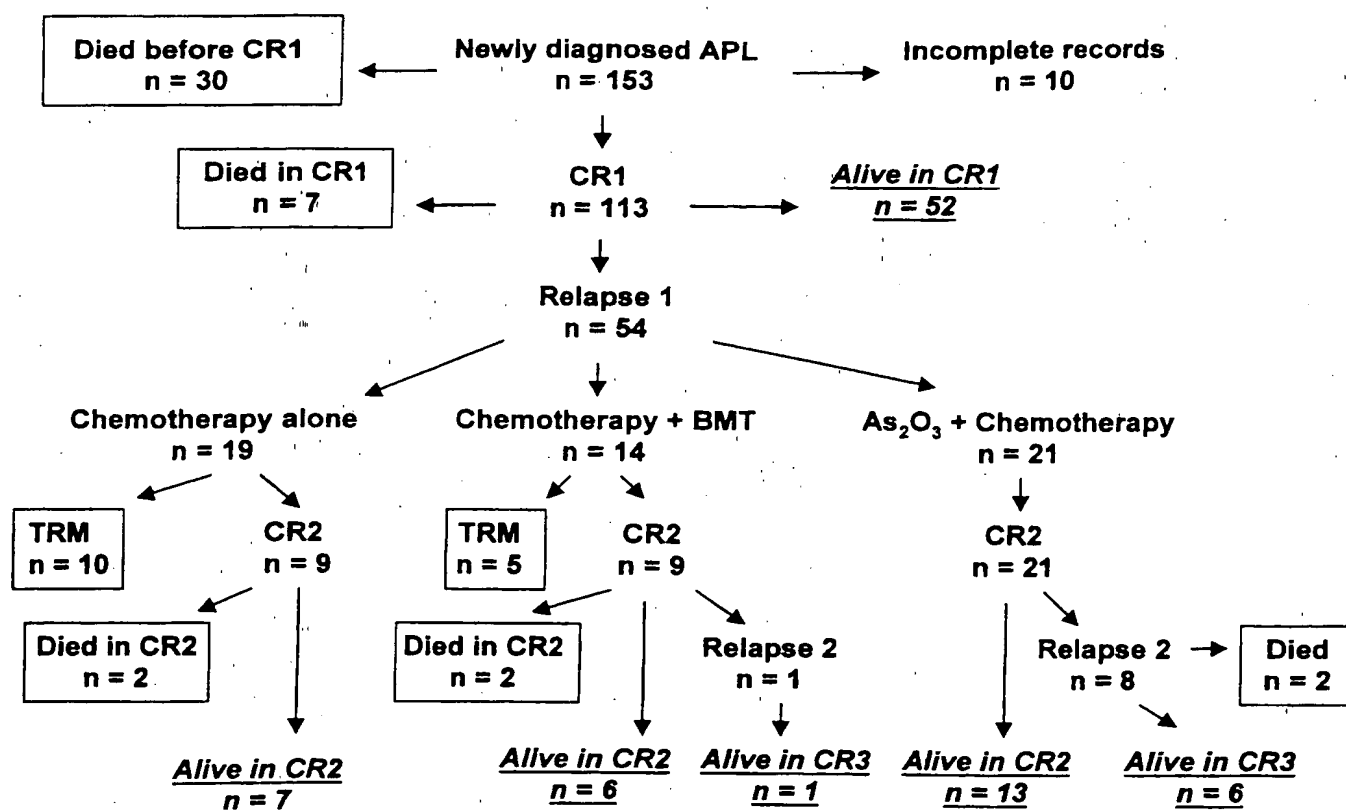 Died before CR1
n = 30
Newly diagnosed APL
n = 153
Incomplete records
n = 10
Died in CR1
n = 7
CR1
n = 113
Alive in CR1
n = 52
Relapse 1
n = 54
Chemotherapy alone
n = 19
Chemotherapy + BMT
n = 14
As₂O₃ + Chemotherapy
n = 21
TRM
n = 10
CR2
n = 9
TRM
n = 5
CR2
n = 9
CR2
n = 21
Died in CR2
n = 2
Died in CR2
n = 2
Relapse 2
n = 1
Relapse 2
n = 8
Died
n = 2
Alive in CR2
n = 7
Alive in CR2
n = 6
Alive in CR3
n = 1
Alive in CR2
n = 13
Alive in CR3
n = 6